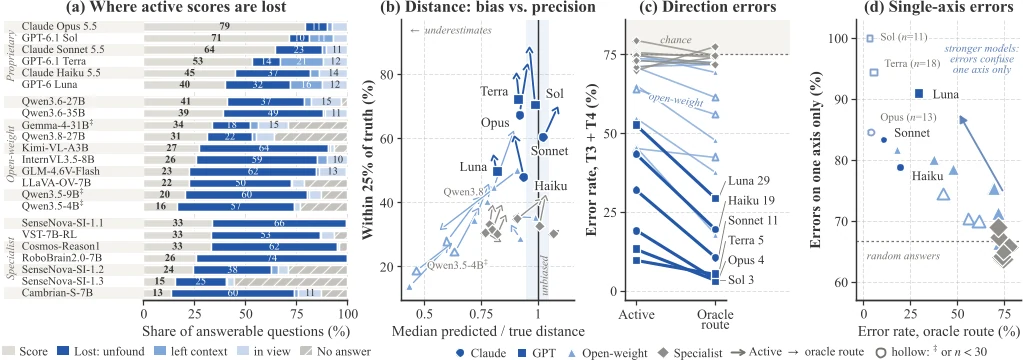 (a) Where active scores are lost
Proprietary
Claude Opus 5.5 79 11
GPT-6.1 Sol 71 10 11
Claude Sonnet 5.5 64 23 11
GPT-6.1 Terra 53 14 21 12
Claude Haiku 5.5 45 37 14
GPT-6 Luna 40 32 16 12
Open-weight
Qwen3.6-27B 41 37 15
Qwen3.6-35B 39 49 11
Gemma-4-31B‡ 34 18 15
Qwen3.8-27B 31 22
Kimi-VL-A3B 27 64
InternVL3.5-8B 26 59 10
GLM-4.6V-Flash 23 62 13
LLaVA-OV-7B 22 50
Qwen3.5-9B‡ 20 60
Qwen3.5-4B‡ 16 57
Specialist
SenseNova-SI-1.1 33 66
VST-7B-RL 33 53
Cosmos-Reason1 33 62
RoboBrain2.0-7B 26 74
SenseNova-SI-1.2 24 38
SenseNova-SI-1.3 15 25
Cambrian-S-7B 13 60 11
0 25 50 75 100
Share of answerable questions (%)
Score
Lost: unfound
left context
in view
No answer
(b) Distance: bias vs. precision
← underestimates
Within 25% of truth (%)
80
60
40
20
Terra
Sol
Opus
Sonnet
Luna
Haiku
Qwen3.8
Qwen3.5-4B‡
unbiased
0.5 0.75 1
Median predicted / true distance
(c) Direction errors
chance
open-weight
Error rate, T3 + T4 (%)
75
50
25
0
Luna 29
Haiku 19
Sonnet 11
Terra 5
Opus 4
Sol 3
Active
Oracle
route
(d) Single-axis errors
Sol (n=11)
Terra (n=18)
stronger models:
errors confuse
one axis only
Luna
Opus (n=13)
Sonnet
Haiku
random answers
Errors on one axis only (%)
100
90
80
70
60
0 25 50 75
Error rate, oracle route (%)
Claude
GPT
Open-weight
Specialist
Active → oracle route
hollow: ‡ or n < 30